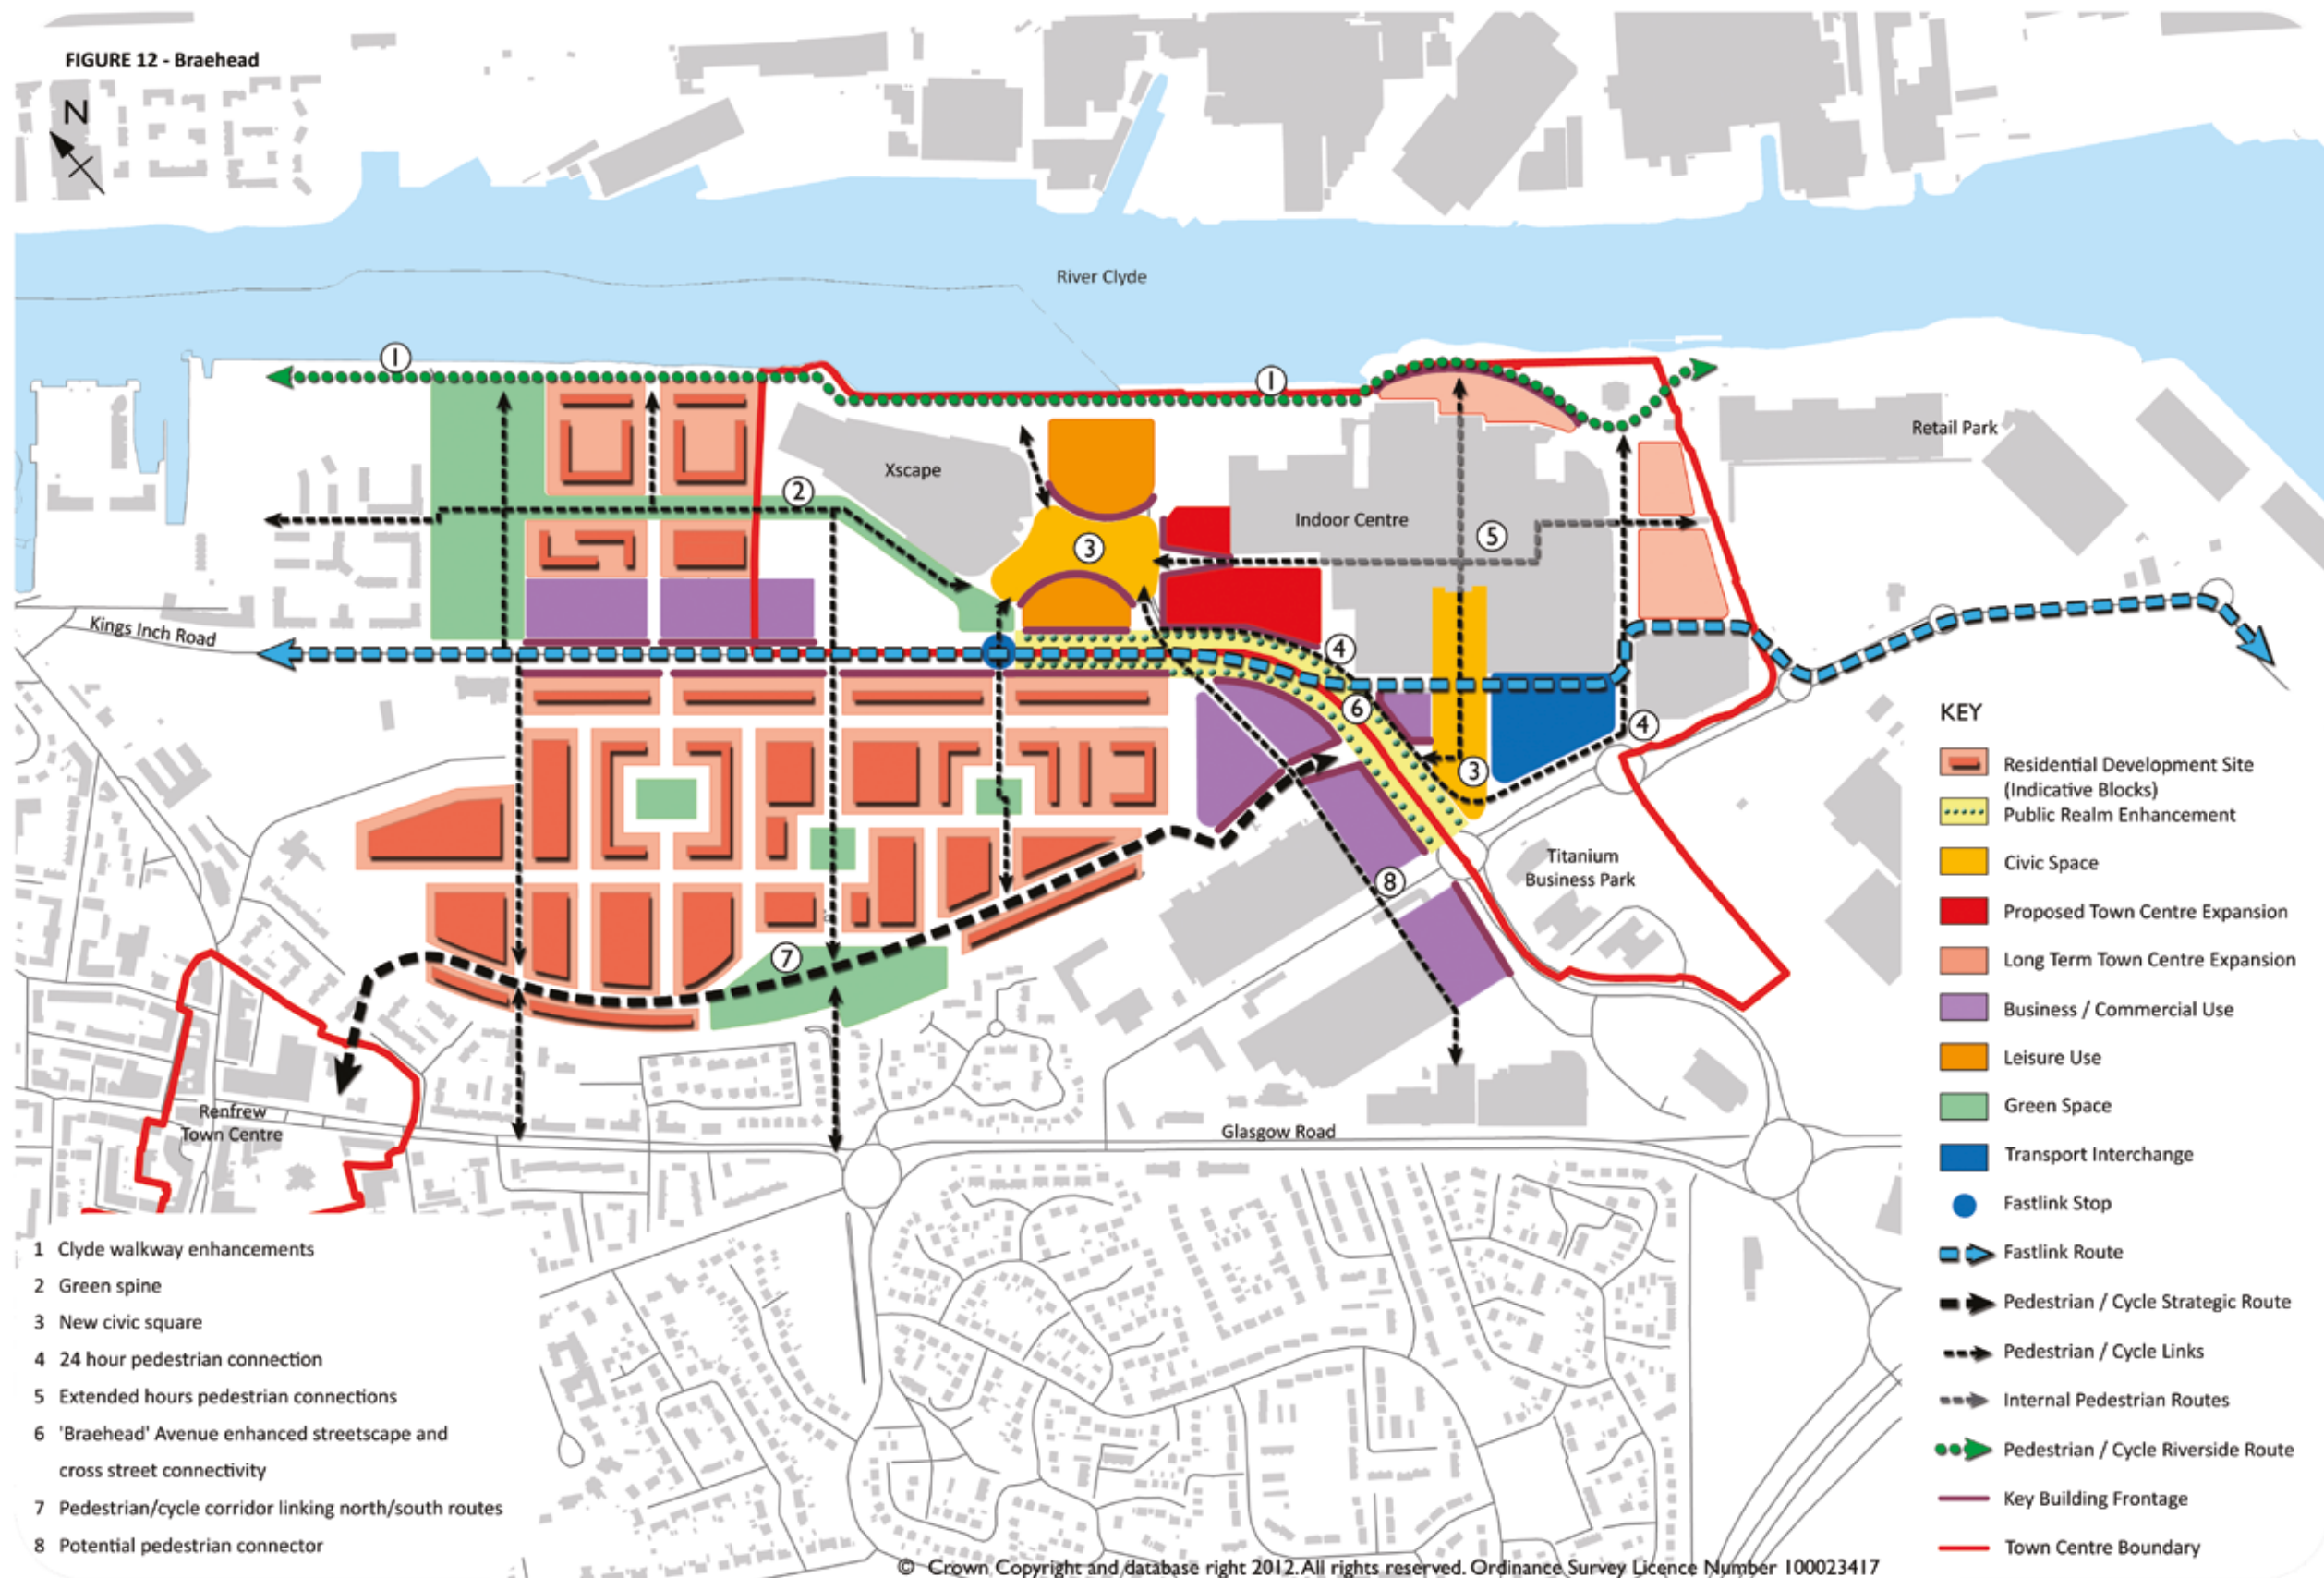 FIGURE 12 - Braehead
N
River Clyde
1
1
Retail Park
Xscape
2
Indoor Centre
5
3
Kings Inch Road
4
6
4
3
KEY
Residential Development Site
(Indicative Blocks)
Public Realm Enhancement
Civic Space
Proposed Town Centre Expansion
Long Term Town Centre Expansion
Business / Commercial Use
Leisure Use
Green Space
Transport Interchange
Fastlink Stop
Fastlink Route
Pedestrian / Cycle Strategic Route
Pedestrian / Cycle Links
Internal Pedestrian Routes
Pedestrian / Cycle Riverside Route
Key Building Frontage
Town Centre Boundary
Titanium
Business Park
8
7
Renfrew
Town Centre
Glasgow Road
1 Clyde walkway enhancements
2 Green spine
3 New civic square
4 24 hour pedestrian connection
5 Extended hours pedestrian connections
6 'Braehead' Avenue enhanced streetscape and
cross street connectivity
7 Pedestrian/cycle corridor linking north/south routes
8 Potential pedestrian connector
© Crown Copyright and database right 2012. All rights reserved. Ordinance Survey Licence Number 100023417